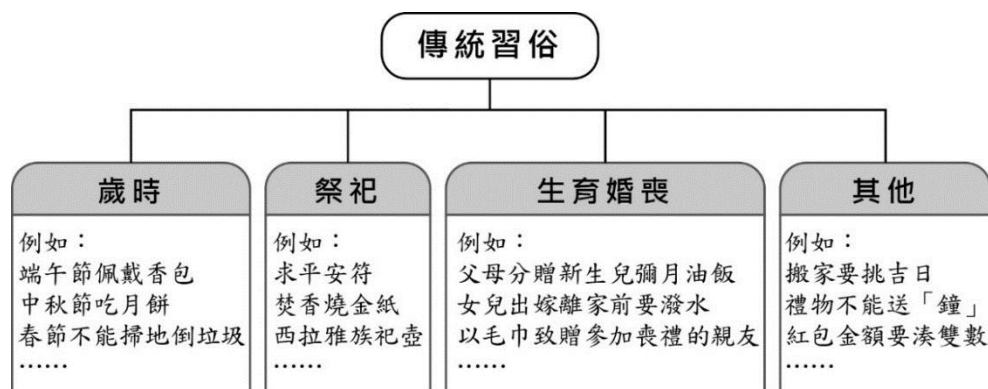 傳統習俗
歲時
例如：
端午節佩戴香包
中秋節吃月餅
春節不能掃地倒垃圾
……
祭祀
例如：
求平安符
焚香燒金紙
西拉雅族祀壺
……
生育婚喪
例如：
父母分贈新生兒彌月油飯
女兒出嫁離家前要潑水
以毛巾致贈參加喪禮的親友
……
其他
例如：
搬家要挑吉日
禮物不能送「鐘」
紅包金額要湊雙數
……